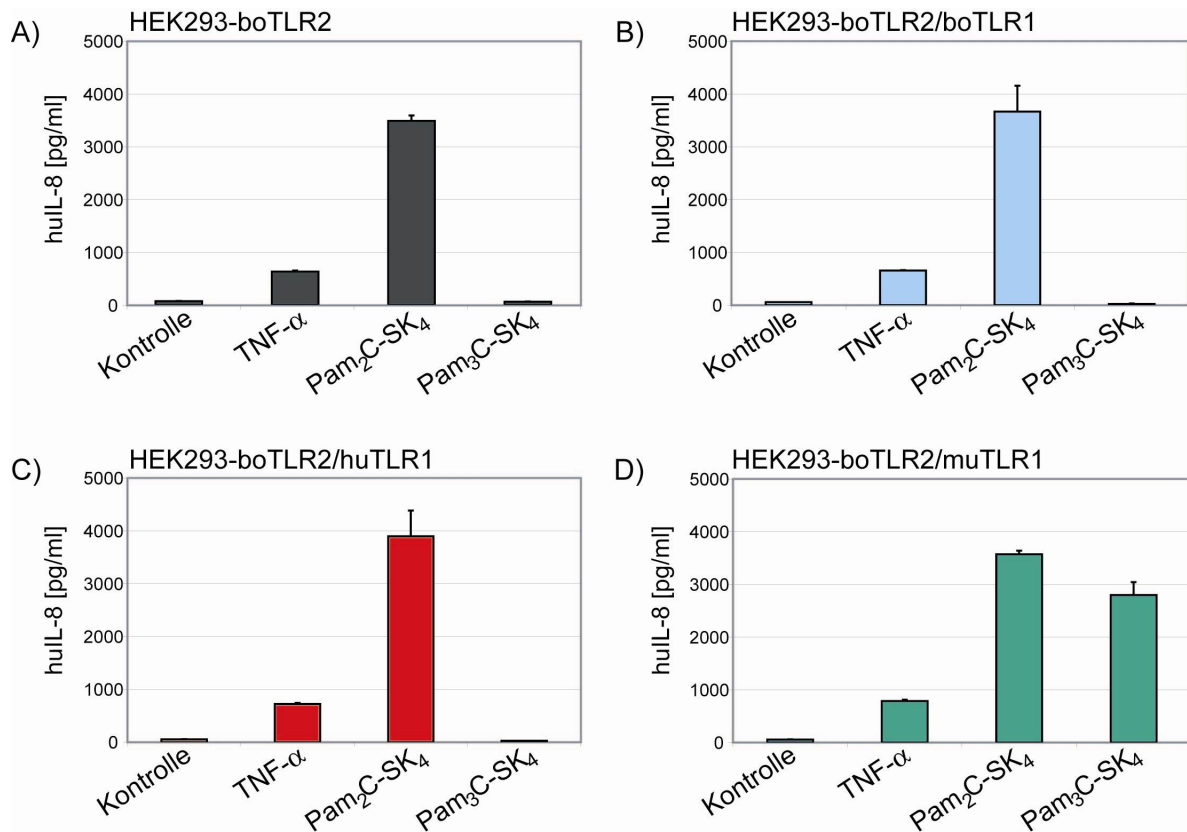 A)
HEK293-boTLR2
huIL-8 [pg/ml]
5000
4000
3000
2000
1000
0
Kontrolle
TNF-α
Pam₂C-SK₄
Pam₃C-SK₄
B)
HEK293-boTLR2/boTLR1
huIL-8 [pg/ml]
5000
4000
3000
2000
1000
0
Kontrolle
TNF-α
Pam₂C-SK₄
Pam₃C-SK₄
C)
HEK293-boTLR2/huTLR1
huIL-8 [pg/ml]
5000
4000
3000
2000
1000
0
Kontrolle
TNF-α
Pam₂C-SK₄
Pam₃C-SK₄
D)
HEK293-boTLR2/muTLR1
huIL-8 [pg/ml]
5000
4000
3000
2000
1000
0
Kontrolle
TNF-α
Pam₂C-SK₄
Pam₃C-SK₄